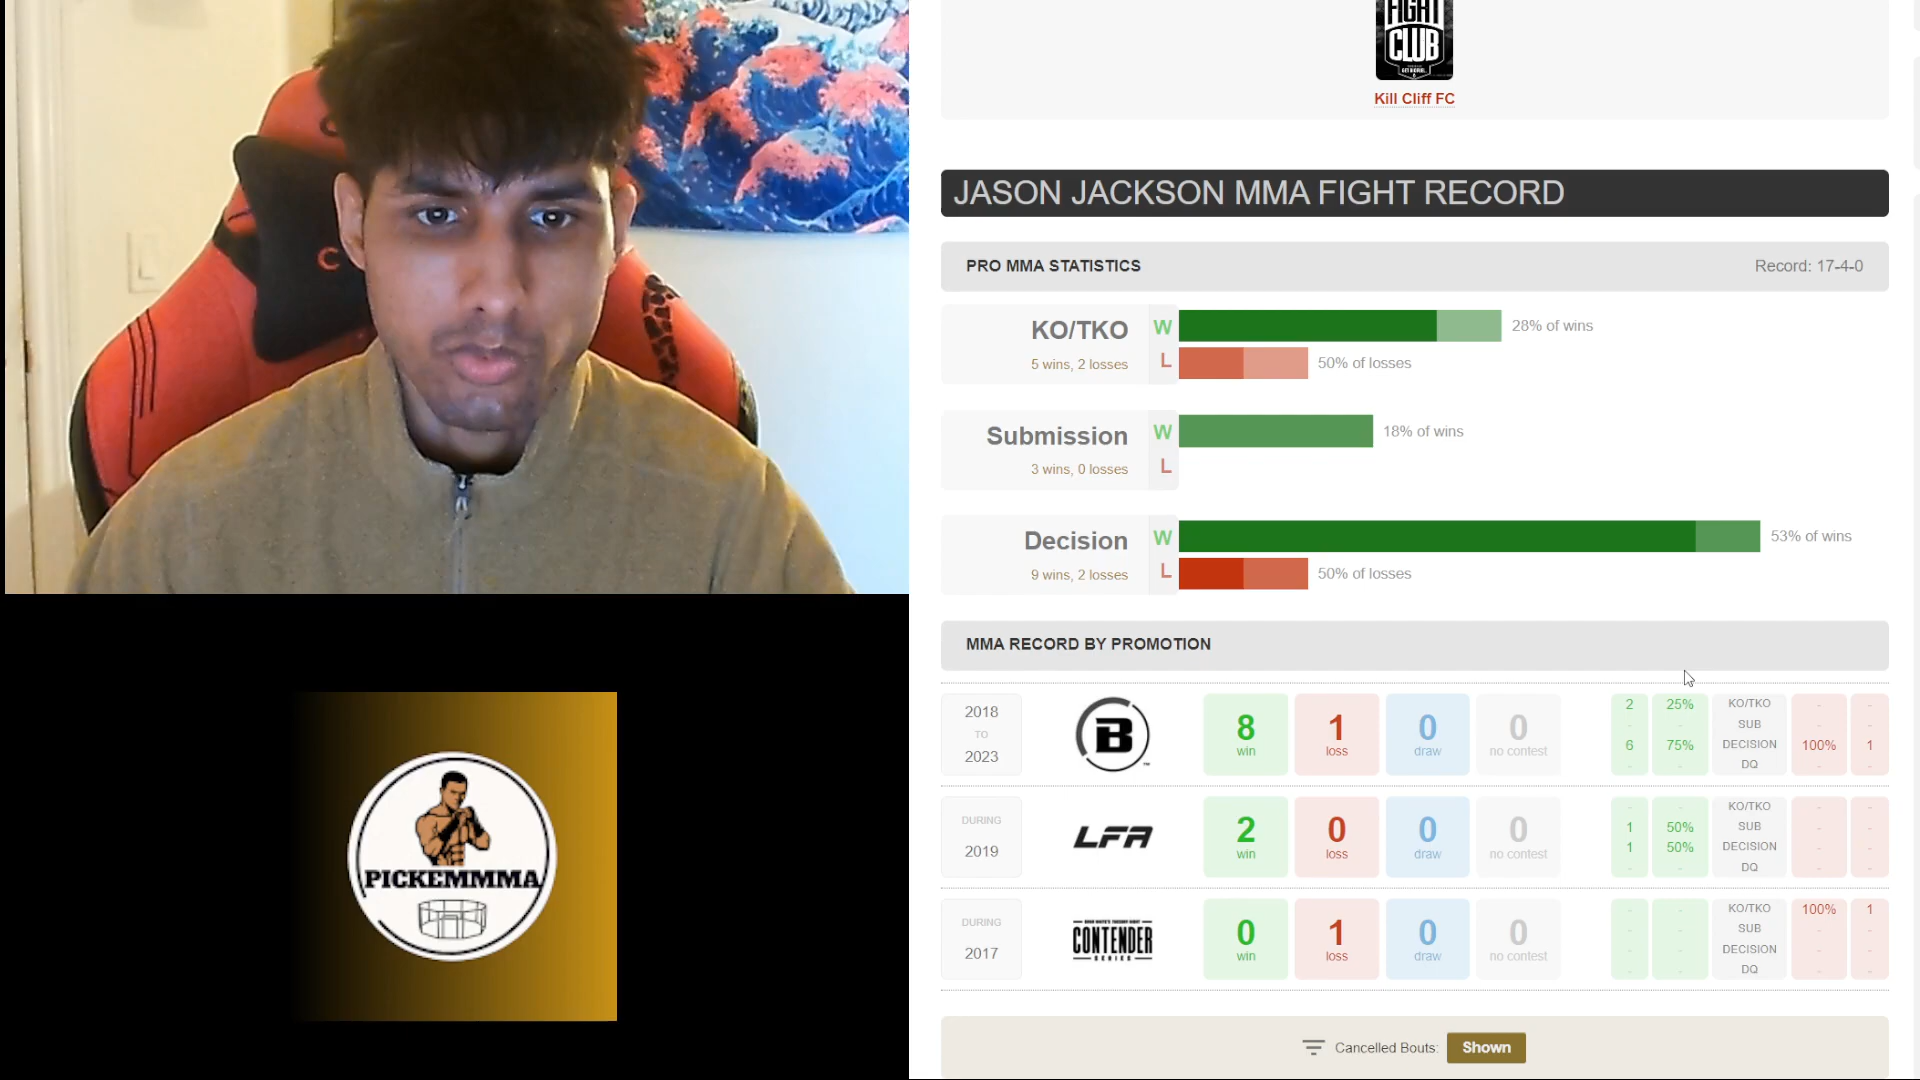 FIGHT
CLUB
Kill Cliff FC
JASON JACKSON MMA FIGHT RECORD
PRO MMA STATISTICS
Record: 17-4-0
KO/TKO
5 wins, 2 losses
W
28% of wins
L
50% of losses
Submission
3 wins, 0 losses
W
18% of wins
L
Decision
9 wins, 2 losses
W
53% of wins
L
50% of losses
MMA RECORD BY PROMOTION
2018
TO
2023
B
8
win
1
loss
0
draw
0
no contest
2 25% KO/TKO - -
- - SUB - -
6 75% DECISION 100% 1
- - DQ - -
DURING
2019
LFA
2
win
0
loss
0
draw
0
no contest
- - KO/TKO - -
1 50% SUB - -
1 50% DECISION - -
- - DQ - -
DURING
2017
CONTENDER
SERIES
0
win
1
loss
0
draw
0
no contest
- - KO/TKO 100% 1
- - SUB - -
- - DECISION - -
- - DQ - -
Cancelled Bouts: Shown
PICKEMMMA